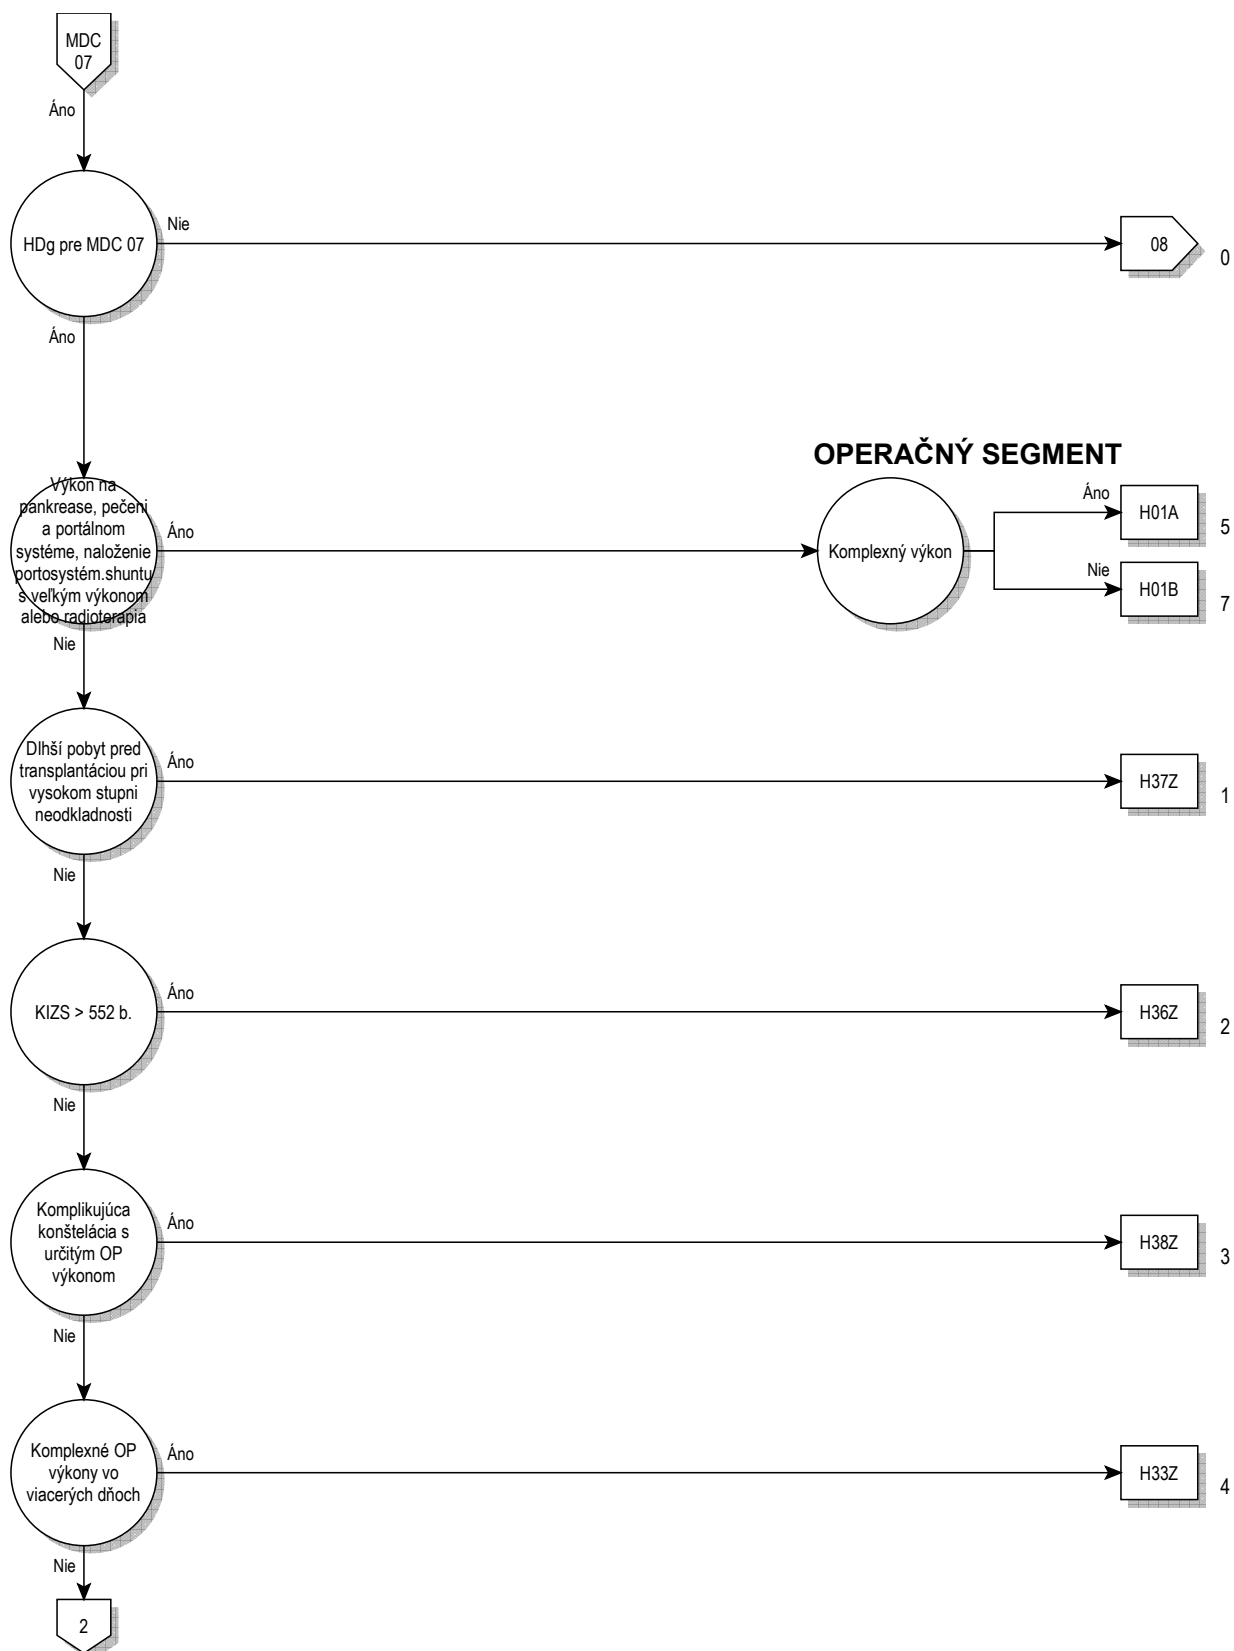 MDC
07
Áno
HDg pre MDC 07
Nie
08
0
Áno
OPERAČNÝ SEGMENT
Výkon na
pankrease, pečeni
a portálnom
systéme, naloženie
portosystém.shuntu
s veľkým výkonom
alebo radioterapia
Áno
Komplexný výkon
Áno
H01A
5
Nie
H01B
7
Nie
Dlhší pobyt pred
transplantáciou pri
vysokom stupni
neodkladnosti
Áno
H37Z
1
Nie
KIZS > 552 b.
Áno
H36Z
2
Nie
Komplikujúca
konštelácia s
určitým OP
výkonom
Áno
H38Z
3
Nie
Komplexné OP
výkony vo
viacerých dňoch
Áno
H33Z
4
Nie
2